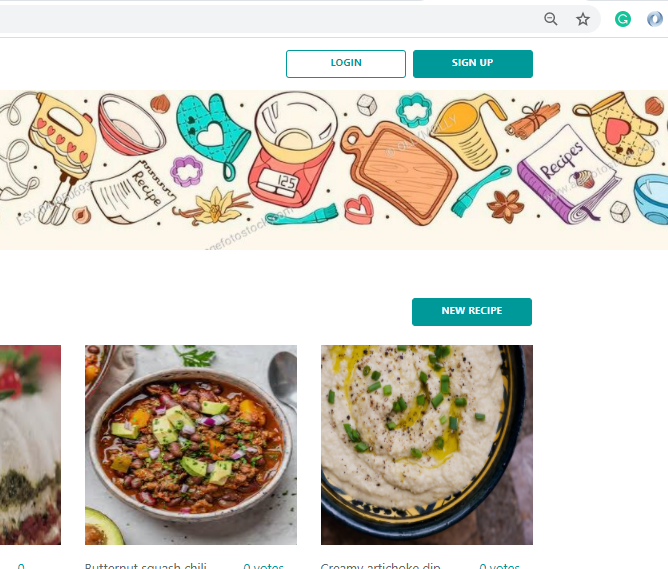 LOGIN
SIGN UP
125
Recipe
Recipes
NEW RECIPE
0
Butternut squash chili
0 votes
Creamy artichoke dip
0 votes